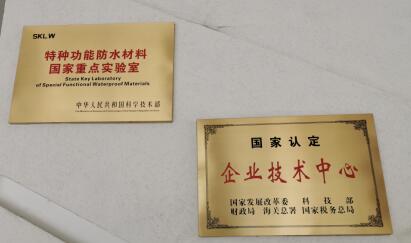 SKLW
特种功能防水材料
国家重点实验室
State Key Laboratory
of Special Functional Waterproof Materials
中华人民共和国科学技术部
国家认定
企业技术中心
国家发展改革委 科技部
财政局 海关总署 国家税务总局